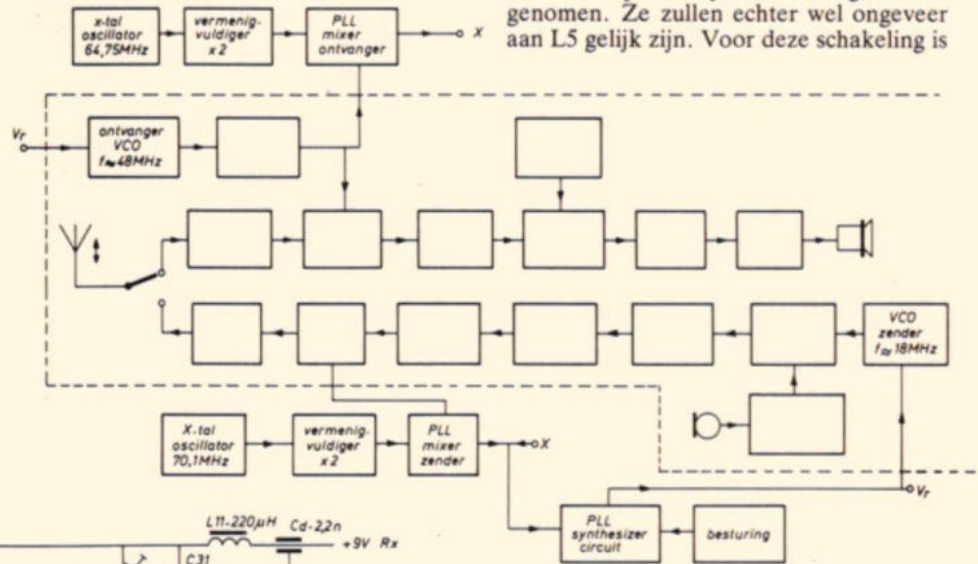 genomen. Ze zullen echter wel ongeveer
aan L5 gelijk zijn. Voor deze schakeling is
x-tal
oscillator
64,75MHz
vermenig-
vuldiger
x2
PLL
mixer
ontvanger
X
Vr
ontvanger
VCO
f≈48MHz
VCO
zender
f≈18MHz
X-tal
oscillator
70,1MHz
vermenig-
vuldiger
x2
PLL
mixer
zender
X
Vr
PLL
synthesizer
circuit
besturing
L11-220µH
Cd-2,2n
+9V Rx
C31